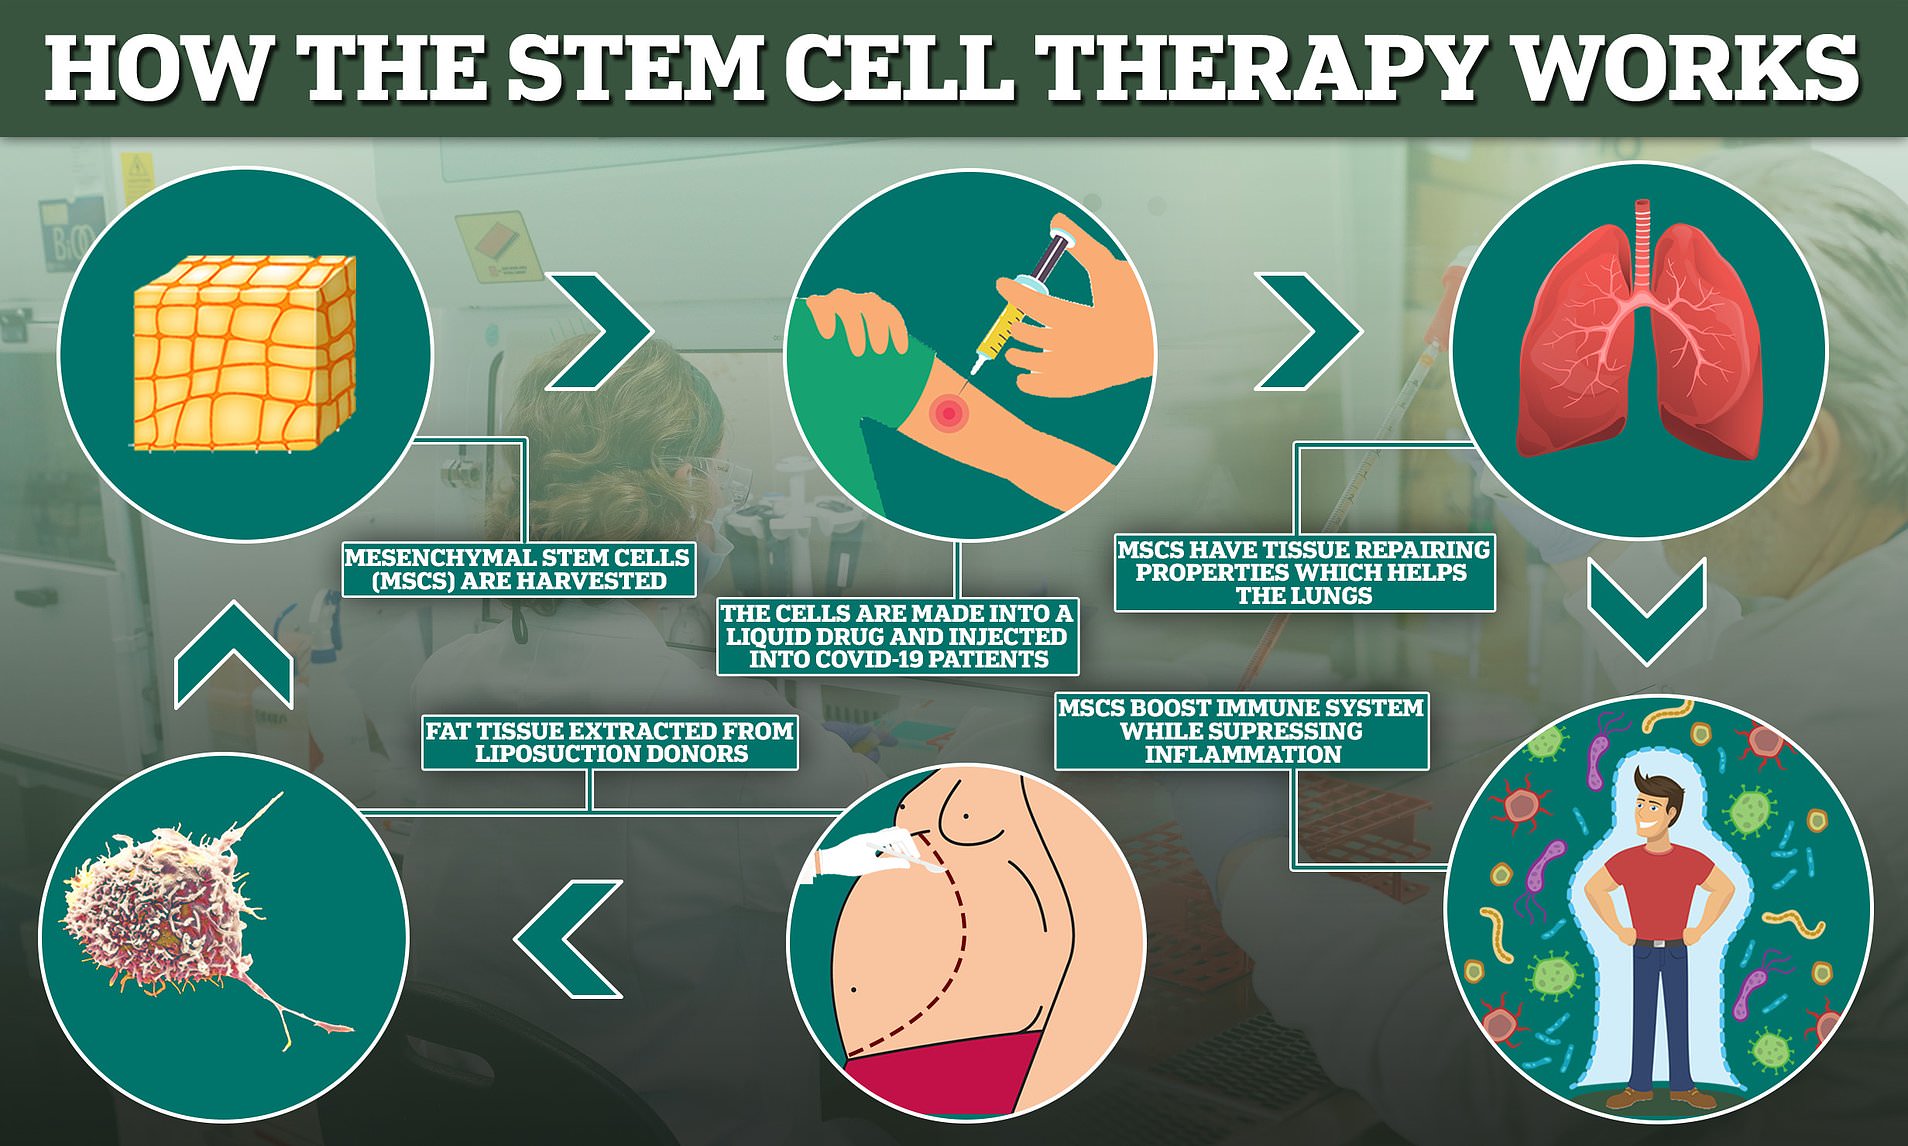 HOW THE STEM CELL THERAPY WORKS
MESENCHYMAL STEM CELLS
(MSCS) ARE HARVESTED
THE CELLS ARE MADE INTO A
LIQUID DRUG AND INJECTED
INTO COVID-19 PATIENTS
MSCS HAVE TISSUE REPAIRING
PROPERTIES WHICH HELPS
THE LUNGS
FAT TISSUE EXTRACTED FROM
LIPOSUCTION DONORS
MSCS BOOST IMMUNE SYSTEM
WHILE SUPRESSING
INFLAMMATION